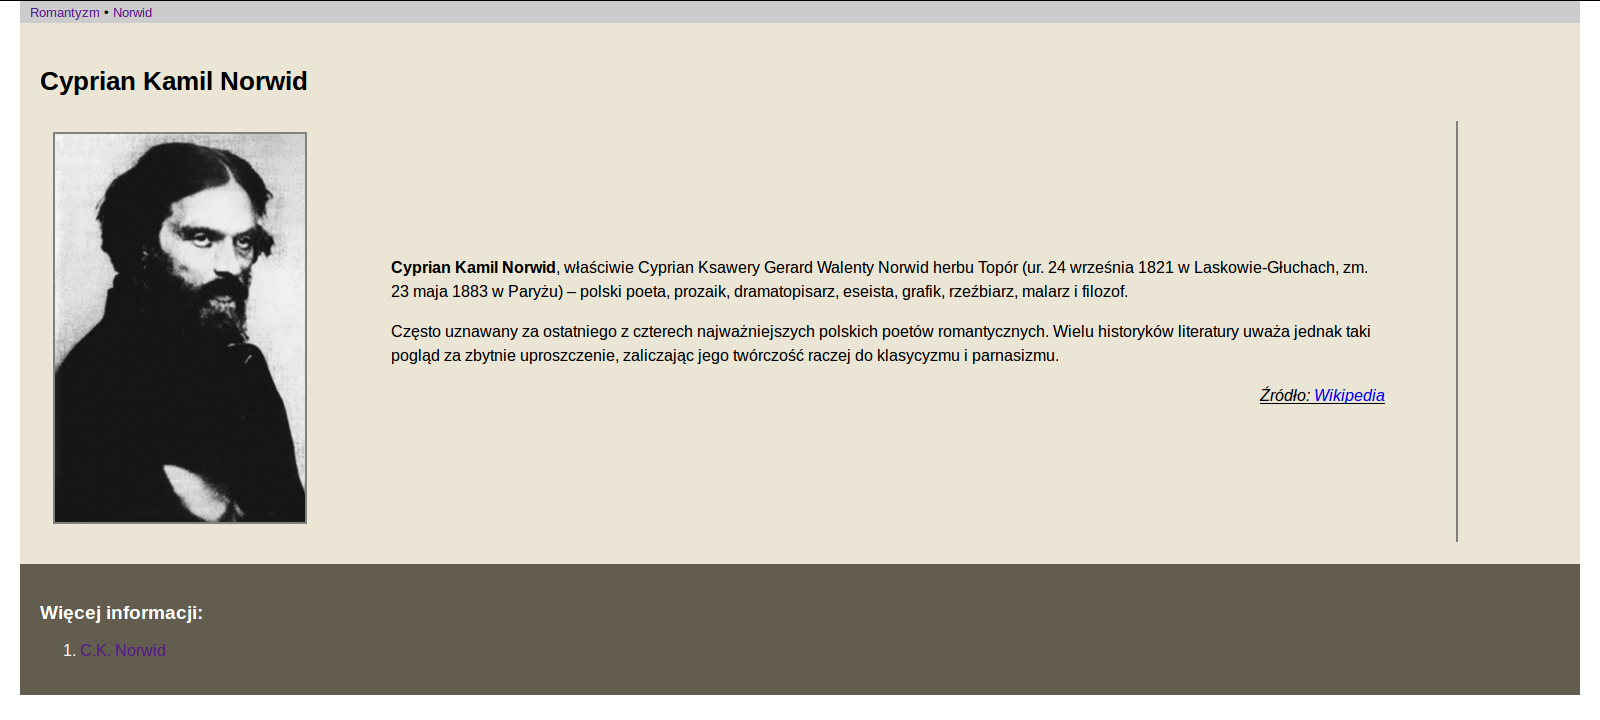 Romantyzm • Norwid
Cyprian Kamil Norwid
Cyprian Kamil Norwid, właściwie Cyprian Ksawery Gerard Walenty Norwid herbu Topór (ur. 24 września 1821 w Laskowie-Głuchach, zm.
23 maja 1883 w Paryżu) – polski poeta, prozaik, dramatopisarz, eseista, grafik, rzeźbiarz, malarz i filozof.
Często uznawany za ostatniego z czterech najważniejszych polskich poetów romantycznych. Wielu historyków literatury uważa jednak taki
pogląd za zbytnie uproszczenie, zaliczając jego twórczość raczej do klasycyzmu i parnasizmu.
Źródło: Wikipedia
Więcej informacji:
1. C.K. Norwid